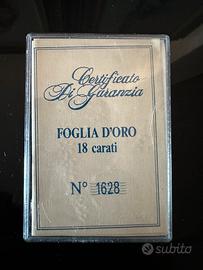 Certificato
Di Garanzia
FOGLIA D'ORO
18 carati
N° 1628
subito